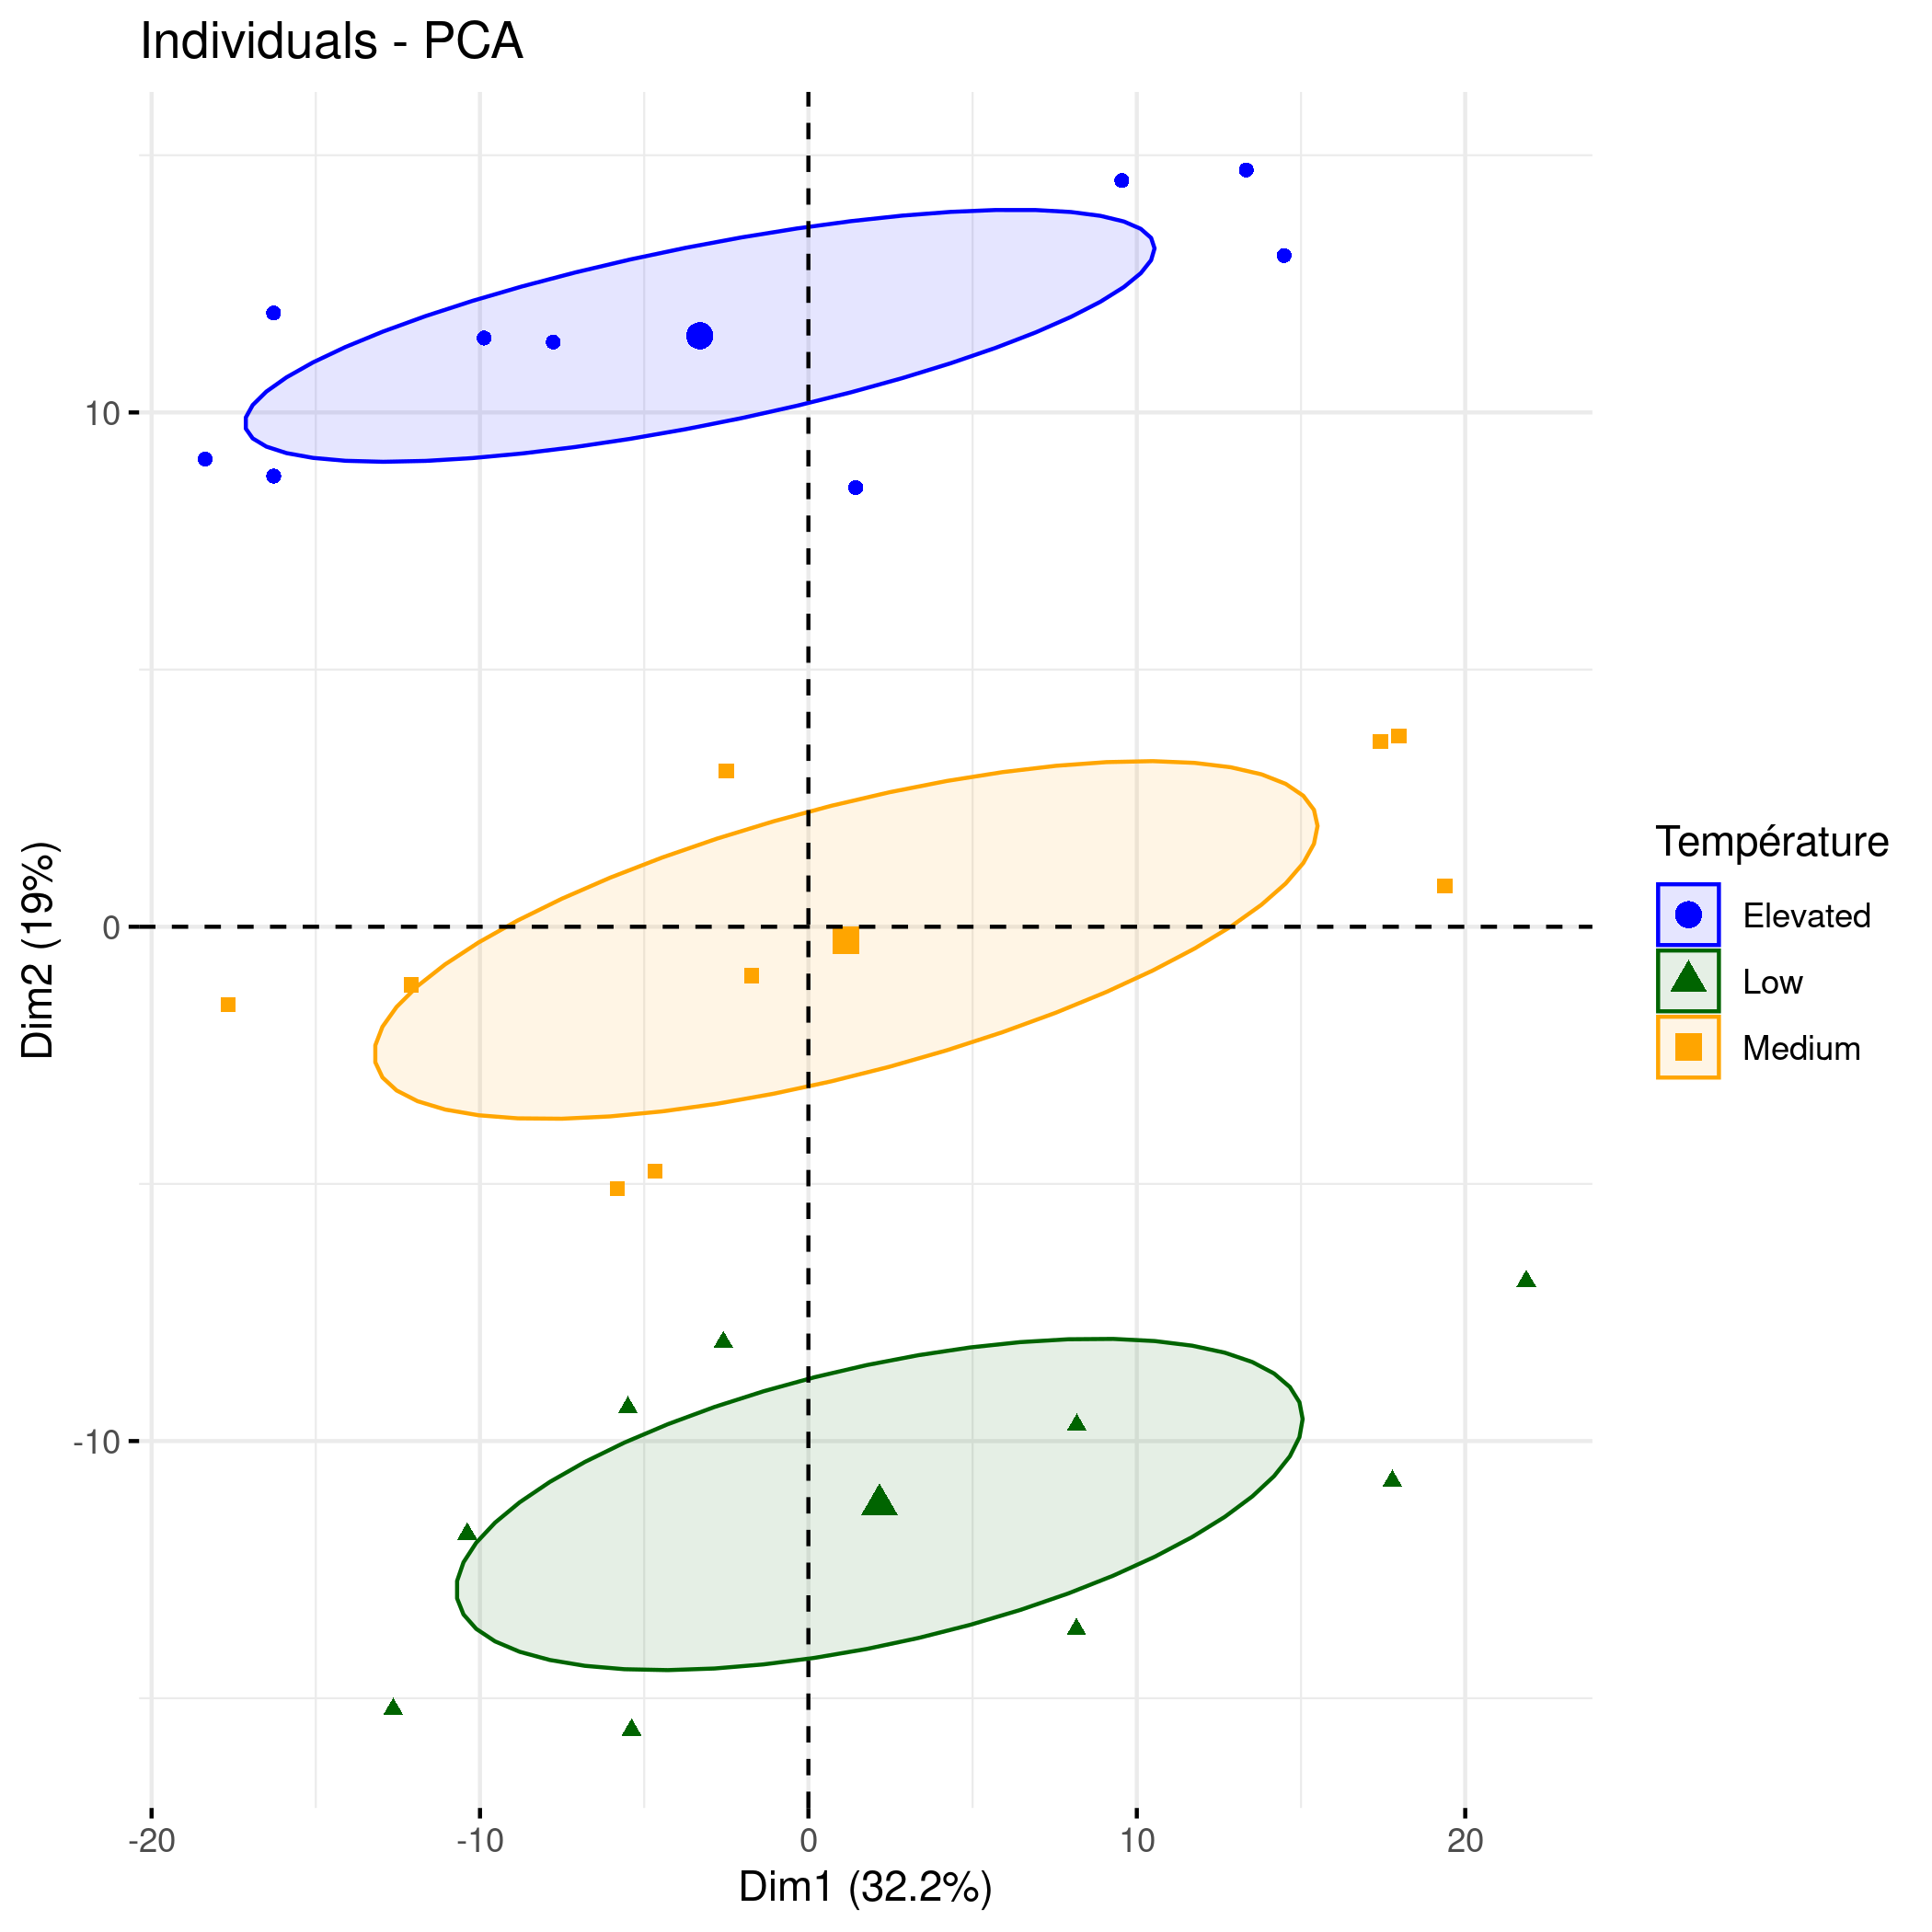 Individuals - PCA
10
0
-10
-20
-10
0
10
20
Dim1 (32.2%)
Dim2 (19%)
Température
Elevated
Low
Medium